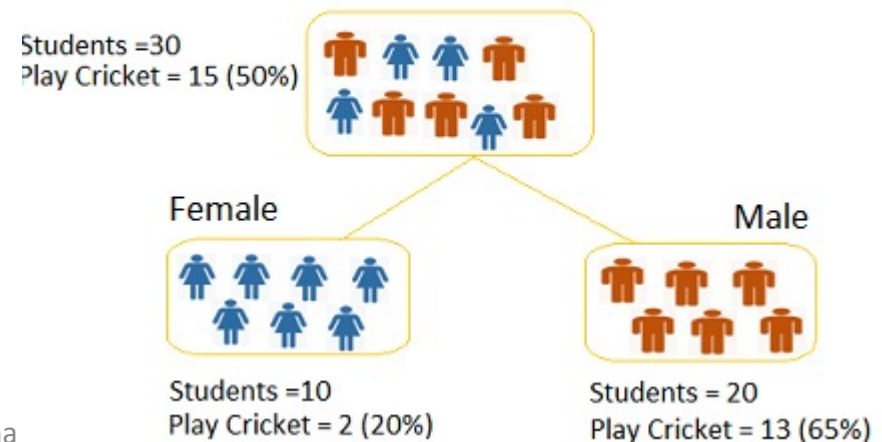 Students =30
Play Cricket = 15 (50%)
Female
Male
Students =10
Play Cricket = 2 (20%)
Students = 20
Play Cricket = 13 (65%)